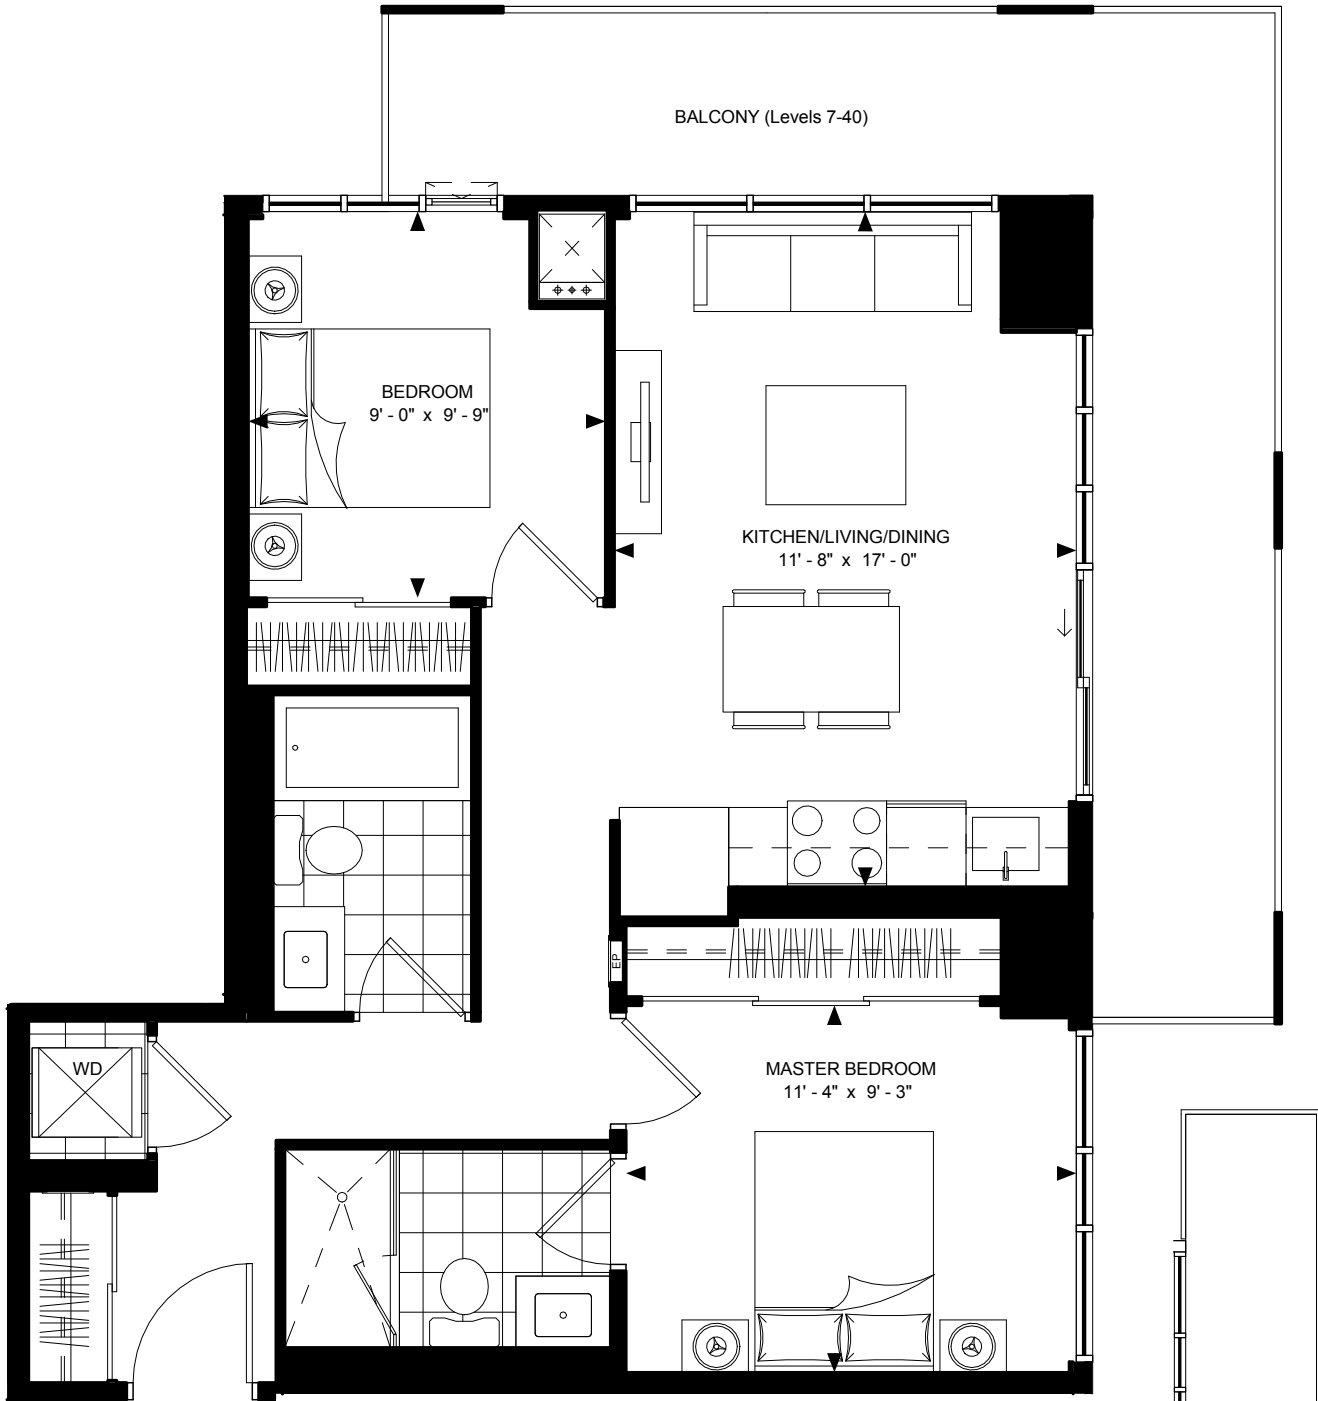 BALCONY (Levels 7-40)
BEDROOM
9' - 0" x 9' - 9"
KITCHEN/LIVING/DINING
11' - 8" x 17' - 0"
EP
WD
MASTER BEDROOM
11' - 4" x 9' - 3"